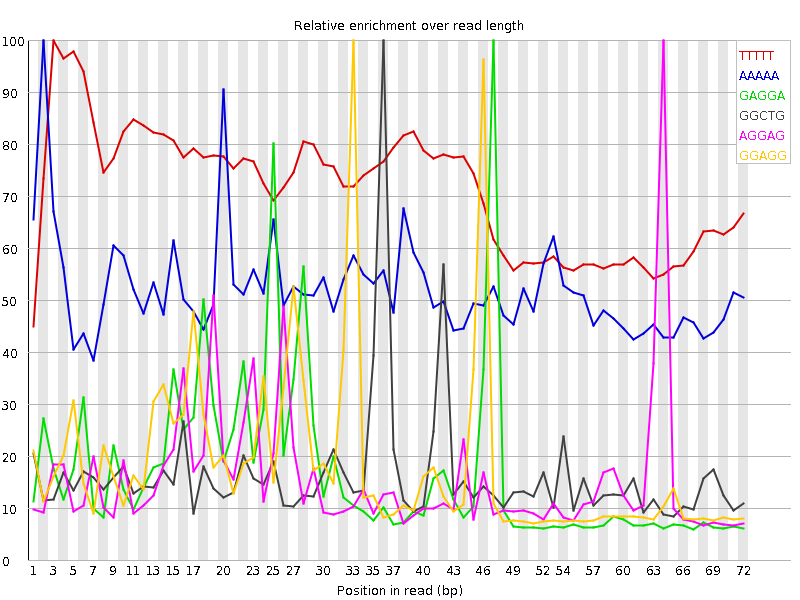 Relative enrichment over read length
100
90
80
70
60
50
40
30
20
10
0
TTTTT
AAAAA
GAGGA
GGCTG
AGGAG
GGAGG
1 3 5 7 9 11 13 15 17 20 23 25 27 30 33 35 37 40 43 46 49 52 54 57 60 63 66 69 72
Position in read (bp)